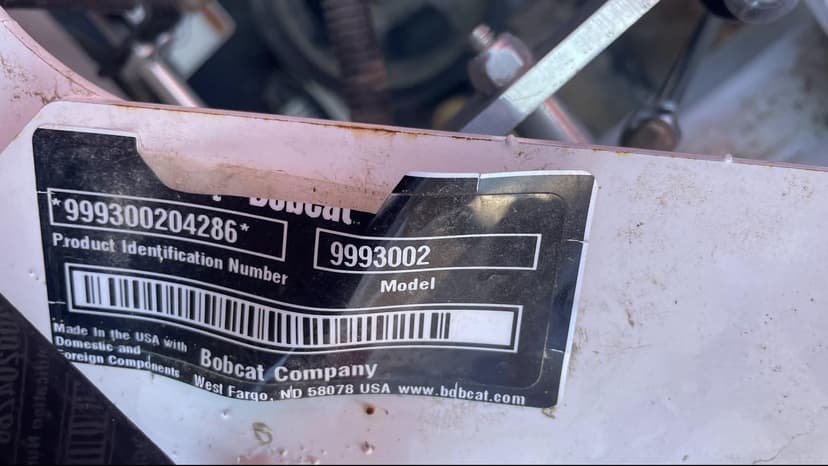 Bobcat
*999300204286*
9993002
Product Identification Number
Model
Made In the USA with
Domestic and
Foreign Components
Bobcat Company
West Fargo, ND 58078 USA www.bobcat.com